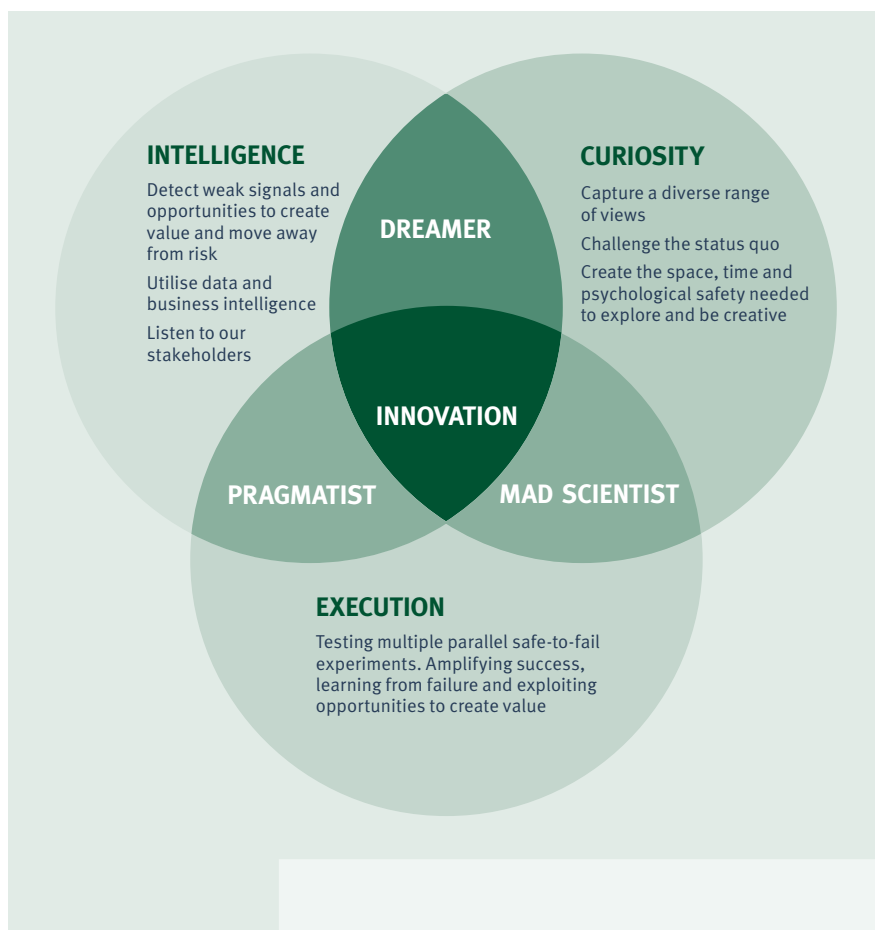 INTELLIGENCE
Detect weak signals and
opportunities to create
value and move away
from risk
Utilise data and
business intelligence
Listen to our
stakeholders
DREAMER
CURIOSITY
Capture a diverse range
of views
Challenge the status quo
Create the space, time and
psychological safety needed
to explore and be creative
INNOVATION
PRAGMATIST
MAD SCIENTIST
EXECUTION
Testing multiple parallel safe-to-fail
experiments. Amplifying success,
learning from failure and exploiting
opportunities to create value